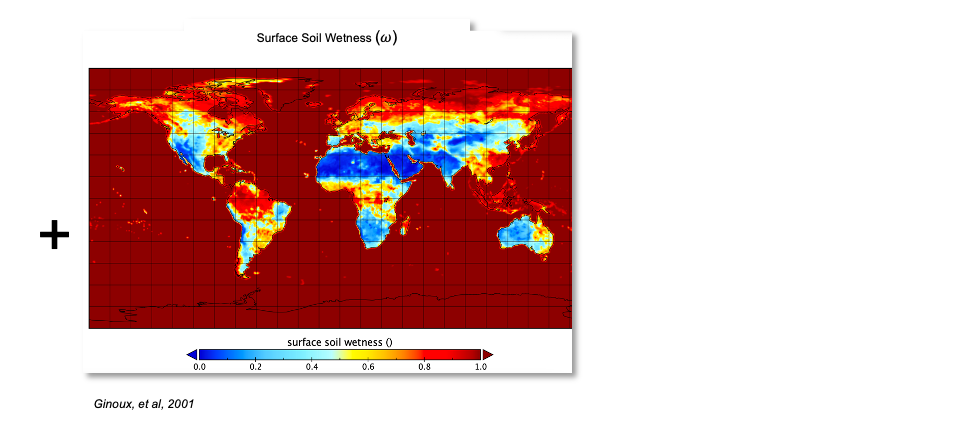 Surface Soil Wetness (ω)
+
surface soil wetness ()
0.0 0.2 0.4 0.6 0.8 1.0
Ginoux, et al, 2001